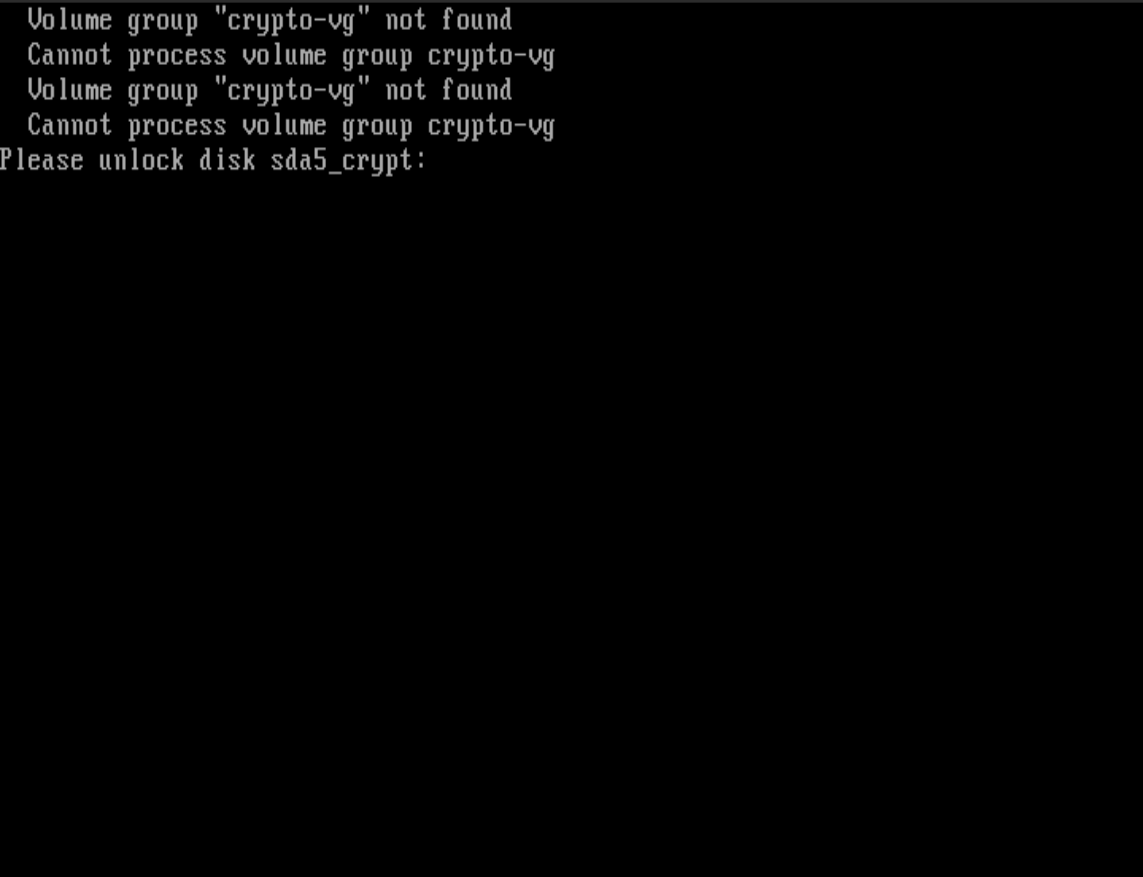 Volume group "crypto-vg" not found
Cannot process volume group crypto-vg
Volume group "crypto-vg" not found
Cannot process volume group crypto-vg
Please unlock disk sda5_crypt: